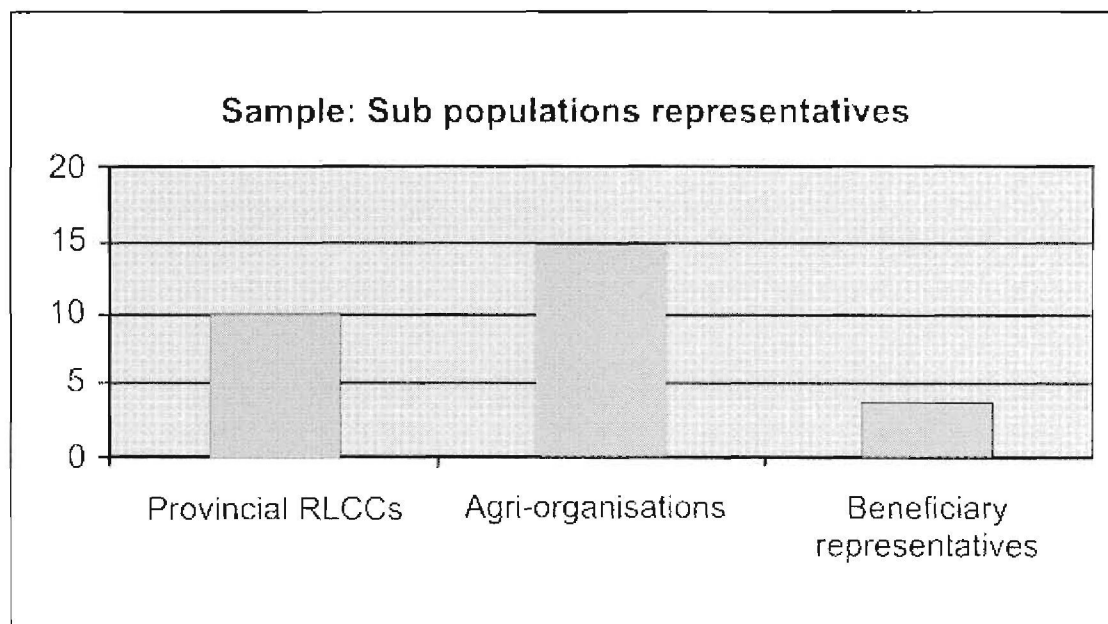 Sample: Sub populations representatives
20
15
10
5
0
Provincial RLCCs
Agri-organisations
Beneficiary
representatives